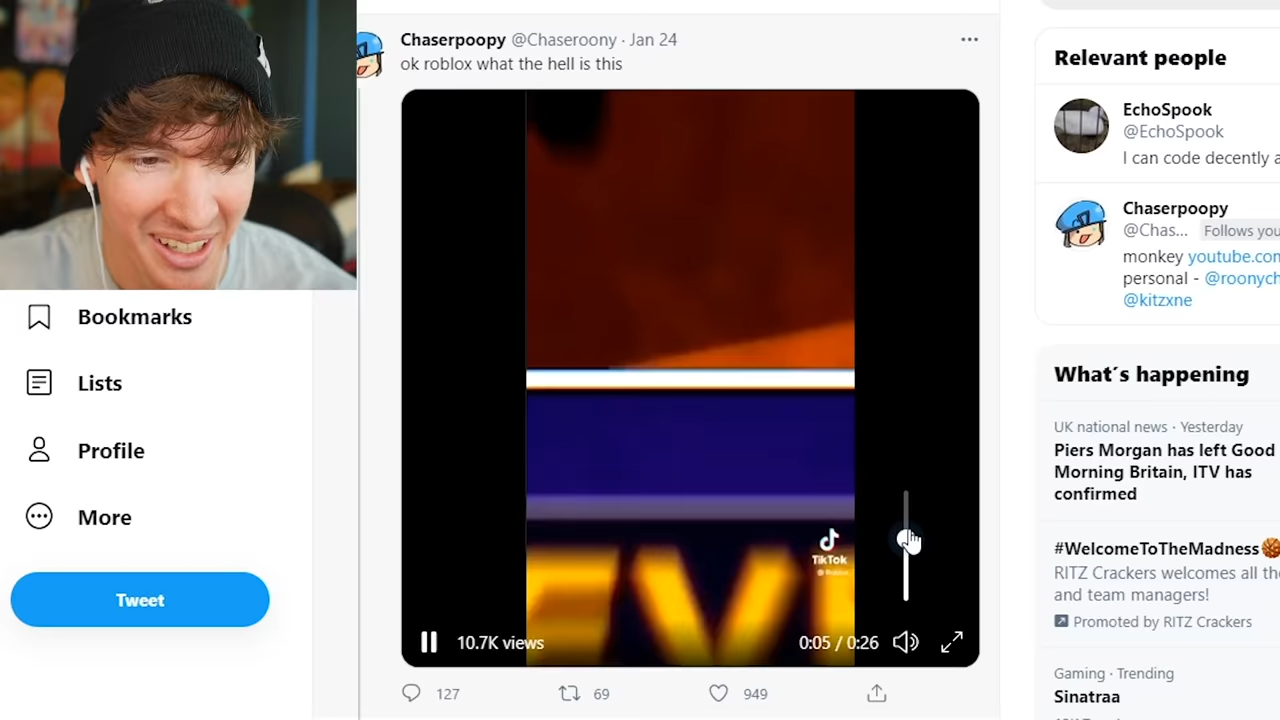 Chaserpoopy @Chaseroony · Jan 24
ok roblox what the hell is this
EV
TikTok
10.7K views
0:05 / 0:26
127
69
949
Bookmarks
Lists
Profile
More
Tweet
Relevant people
EchoSpook
@EchoSpook
I can code decently a
Chaserpoopy
@Chas... Follows you
monkey youtube.com
personal - @roonych
@kitzxne
What's happening
UK national news · Yesterday
Piers Morgan has left Good
Morning Britain, ITV has
confirmed
#WelcomeToTheMadness
RITZ Crackers welcomes all the
and team managers!
Promoted by RITZ Crackers
Gaming · Trending
Sinatraa